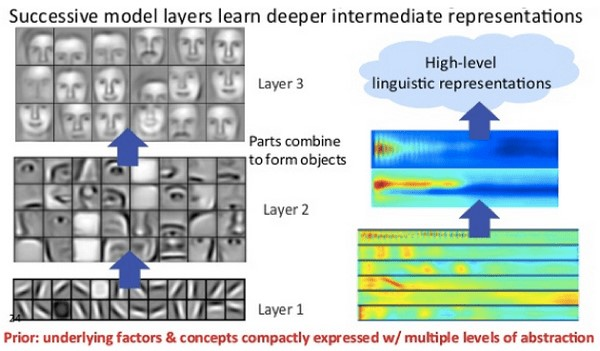 Successive model layers learn deeper intermediate representations
Layer 3
High-level
linguistic representations
Parts combine
to form objects
Layer 2
Layer 1
24
Prior: underlying factors & concepts compactly expressed w/ multiple levels of abstraction